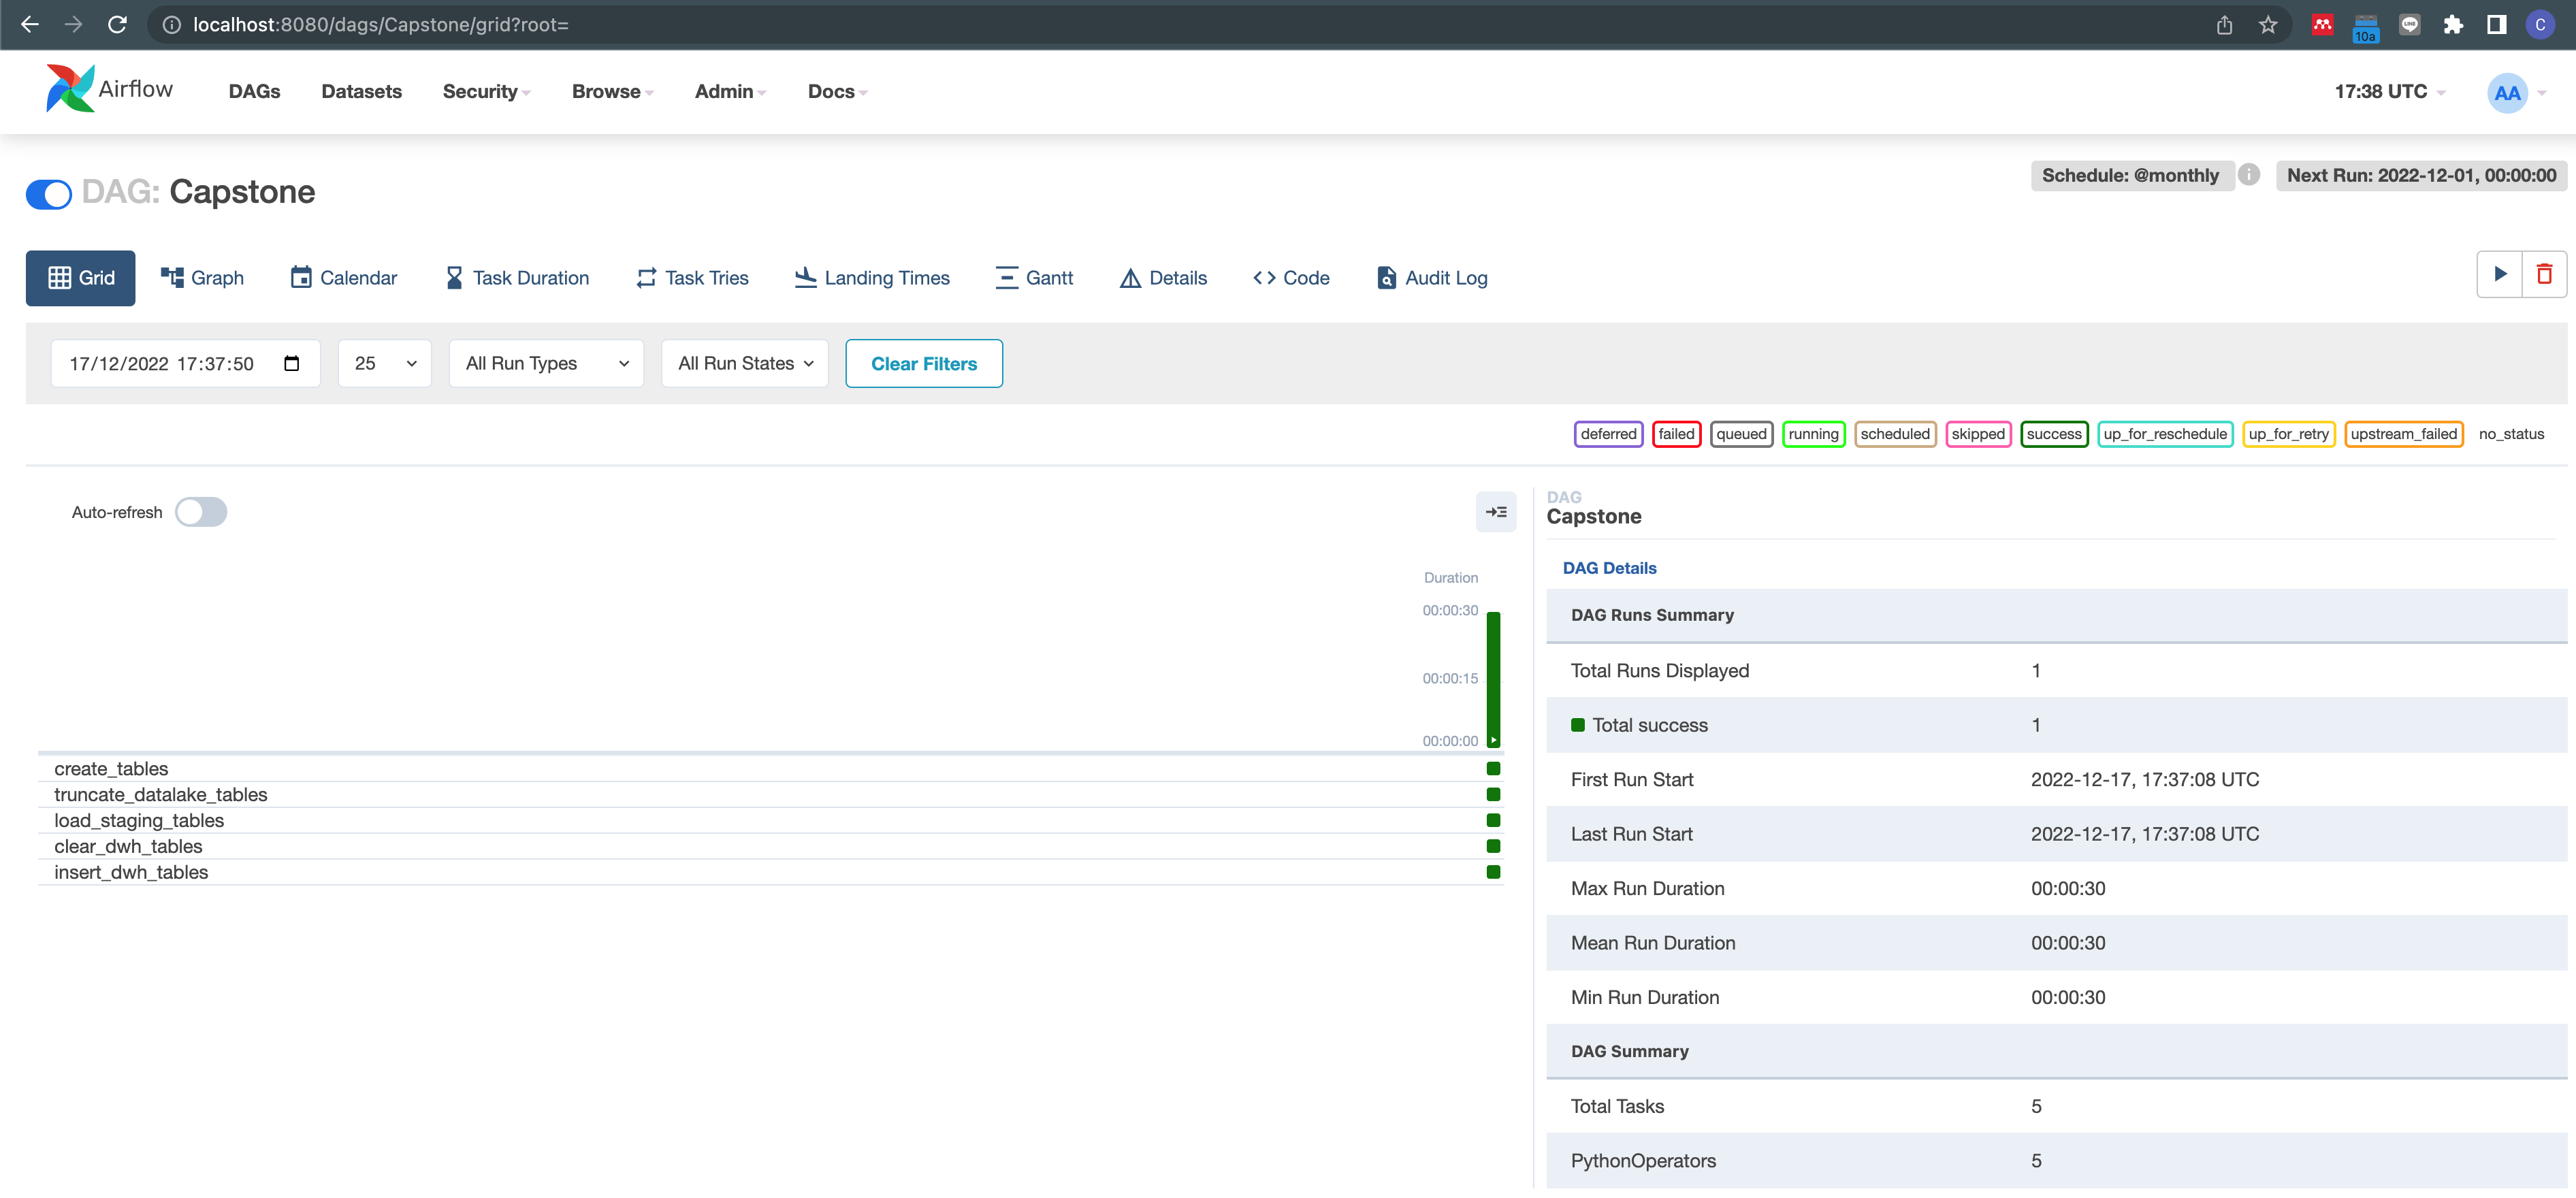 localhost:8080/dags/Capstone/grid?root=
10a
LINE
C
Airflow
DAGs Datasets Security Browse Admin Docs
17:38 UTC
AA
DAG: Capstone
Schedule: @monthly
i
Next Run: 2022-12-01, 00:00:00
Grid Graph Calendar Task Duration Task Tries Landing Times Gantt Details Code Audit Log
17/12/2022 17:37:50
25
All Run Types
All Run States
Clear Filters
deferred failed queued running scheduled skipped success up_for_reschedule up_for_retry upstream_failed no_status
Auto-refresh
Duration
00:00:30
00:00:15
00:00:00
create_tables
truncate_datalake_tables
load_staging_tables
clear_dwh_tables
insert_dwh_tables
DAG
Capstone
DAG Details
DAG Runs Summary
Total Runs Displayed 1
Total success 1
First Run Start 2022-12-17, 17:37:08 UTC
Last Run Start 2022-12-17, 17:37:08 UTC
Max Run Duration 00:00:30
Mean Run Duration 00:00:30
Min Run Duration 00:00:30
DAG Summary
Total Tasks 5
PythonOperators 5